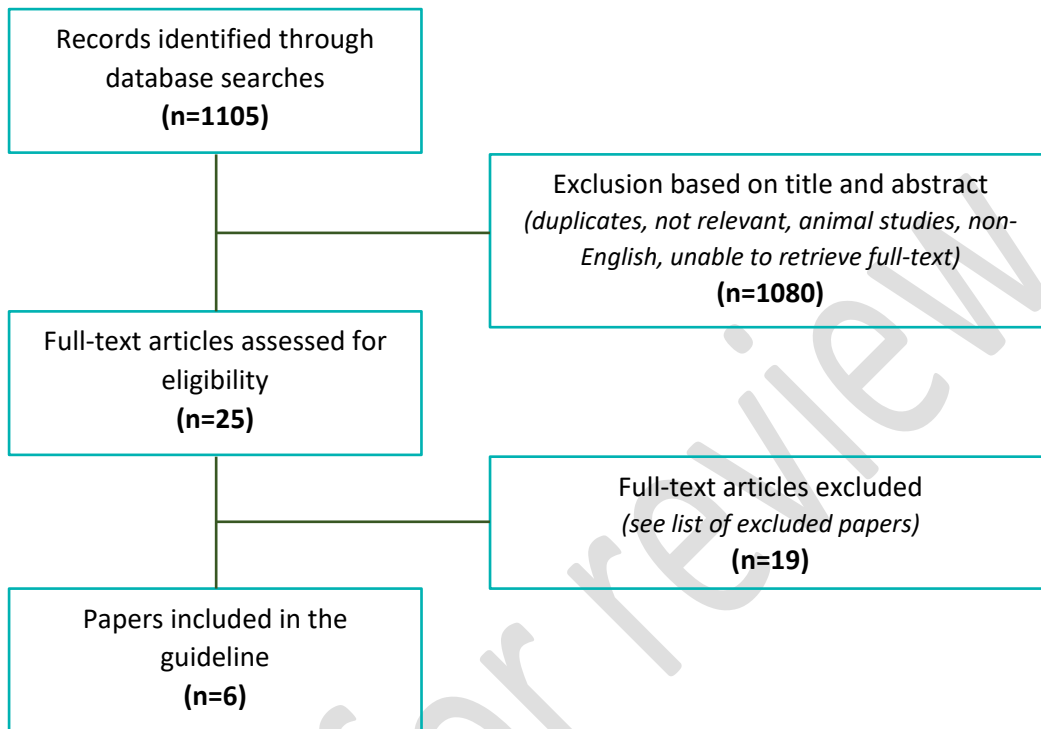 Records identified through
database searches
(n=1105)
Exclusion based on title and abstract
(duplicates, not relevant, animal studies, non-
English, unable to retrieve full-text)
(n=1080)
Full-text articles assessed for
eligibility
(n=25)
Full-text articles excluded
(see list of excluded papers)
(n=19)
Papers included in the
guideline
(n=6)
for review